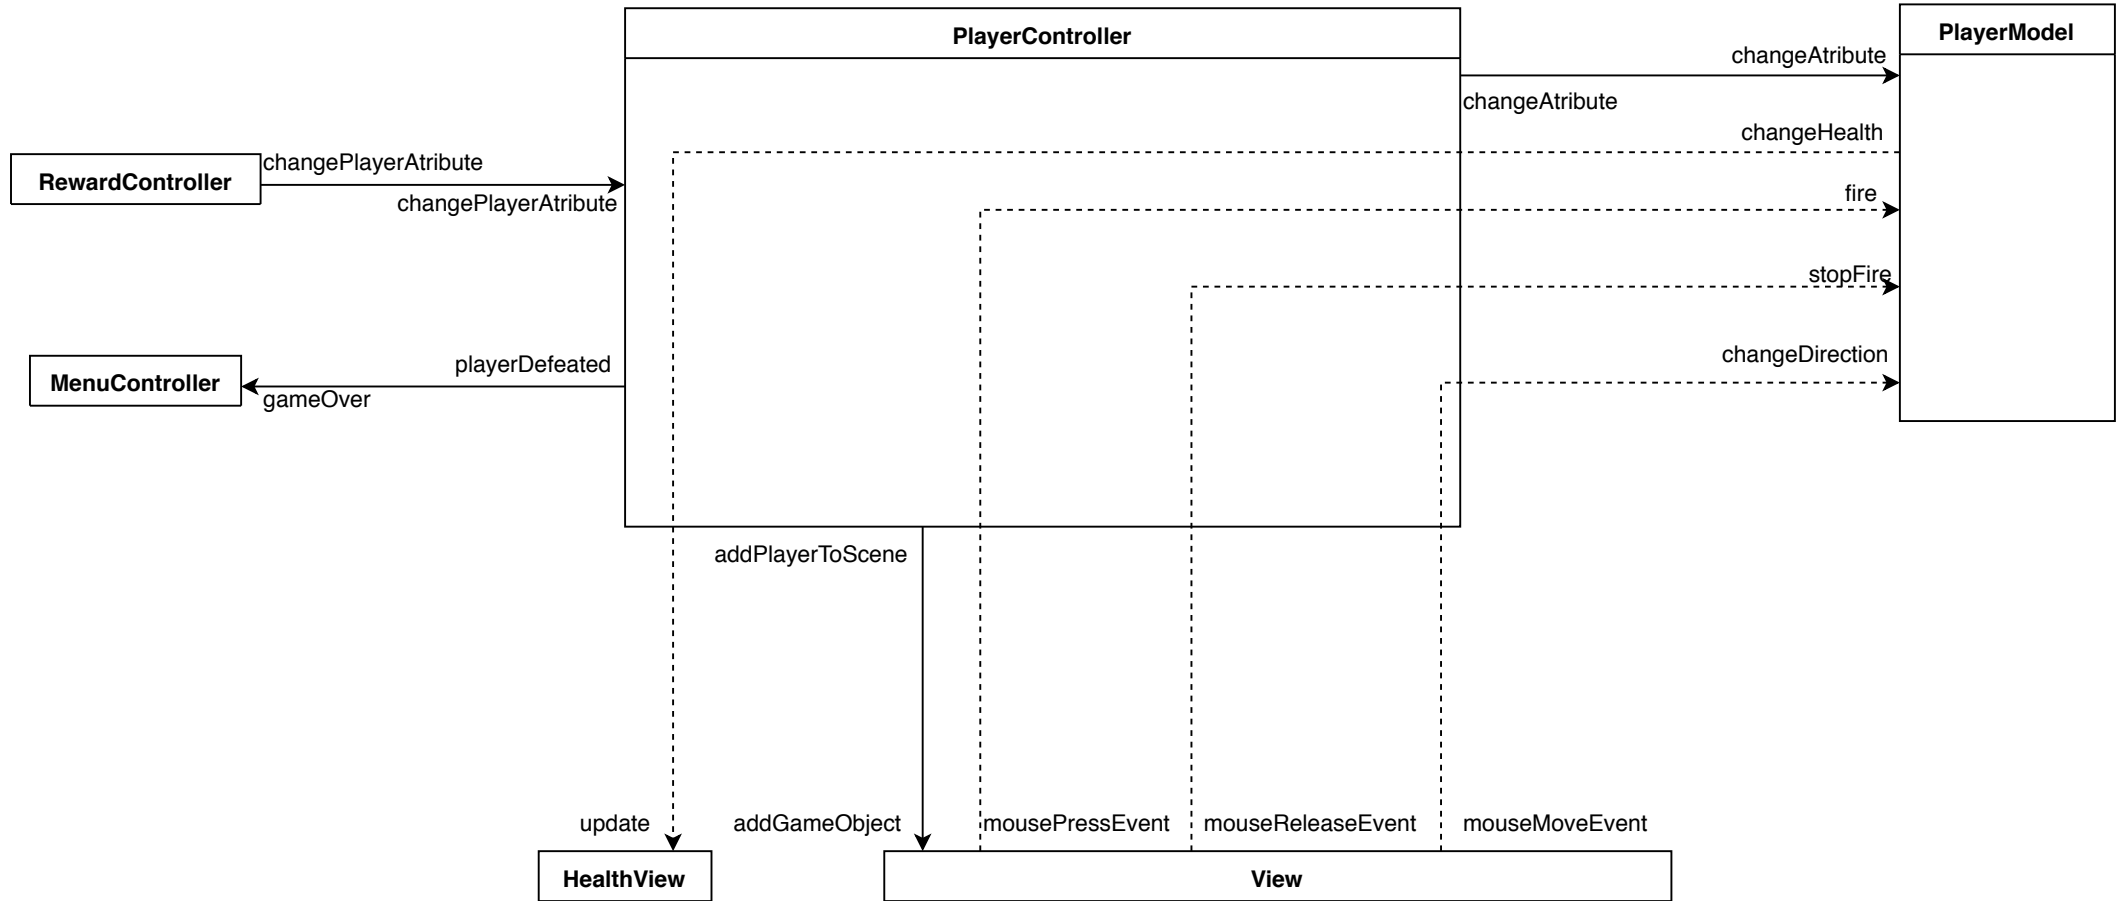 PlayerController
PlayerModel
changeAtribute
changeAtribute
changeHealth
changePlayerAtribute
RewardController
changePlayerAtribute
fire
stopFire
changeDirection
playerDefeated
MenuController
gameOver
addPlayerToScene
update
addGameObject
mousePressEvent
mouseReleaseEvent
mouseMoveEvent
HealthView
View